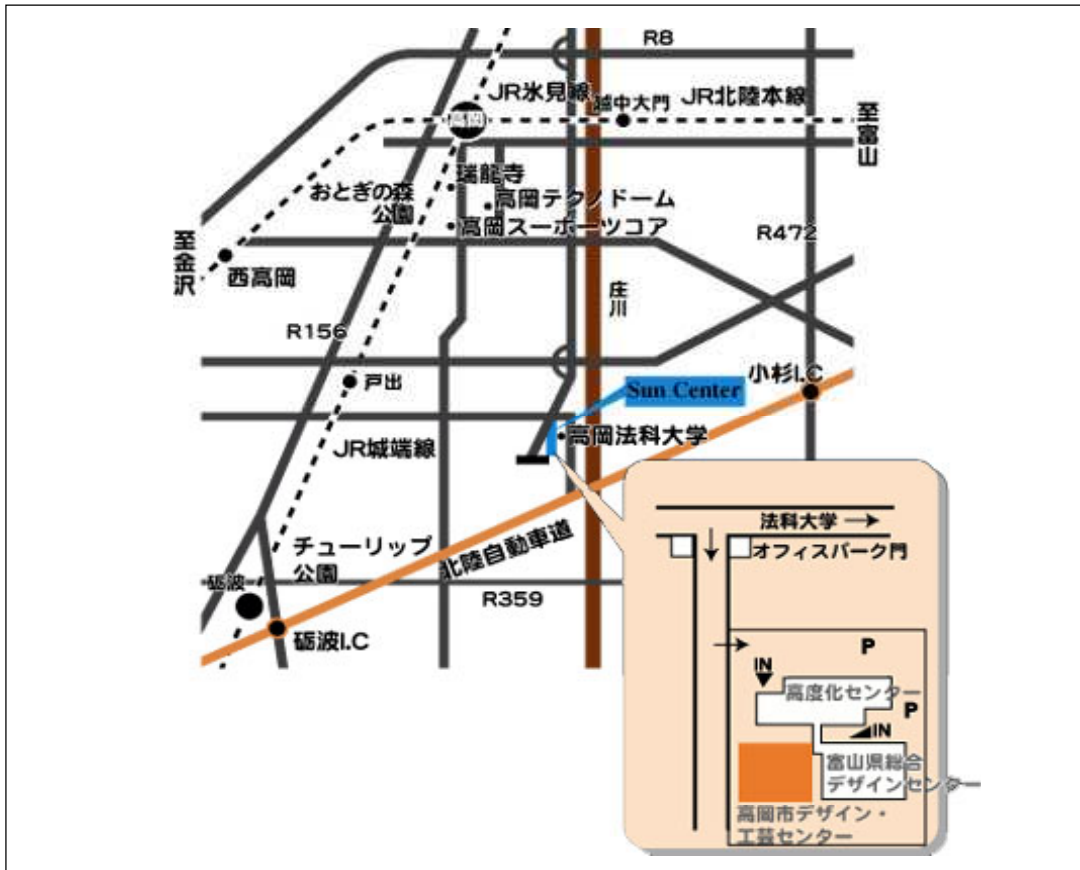 R8
JR氷見線
越中大門
JR北陸本線
高岡
至富山
瑞龍寺
おとぎの森
公園
高岡テクノドーム
高岡スーポーツコア
R472
至金沢
西高岡
庄川
R156
戸出
小杉I.C
Sun Center
高岡法科大学
JR城端線
チューリップ
公園
北陸自動車道
砺波
R359
砺波I.C
法科大学 →
オフィスパーク門
P
IN
高度化センター
P
IN
富山県総合
デザインセンター
高岡市デザイン・
工芸センター